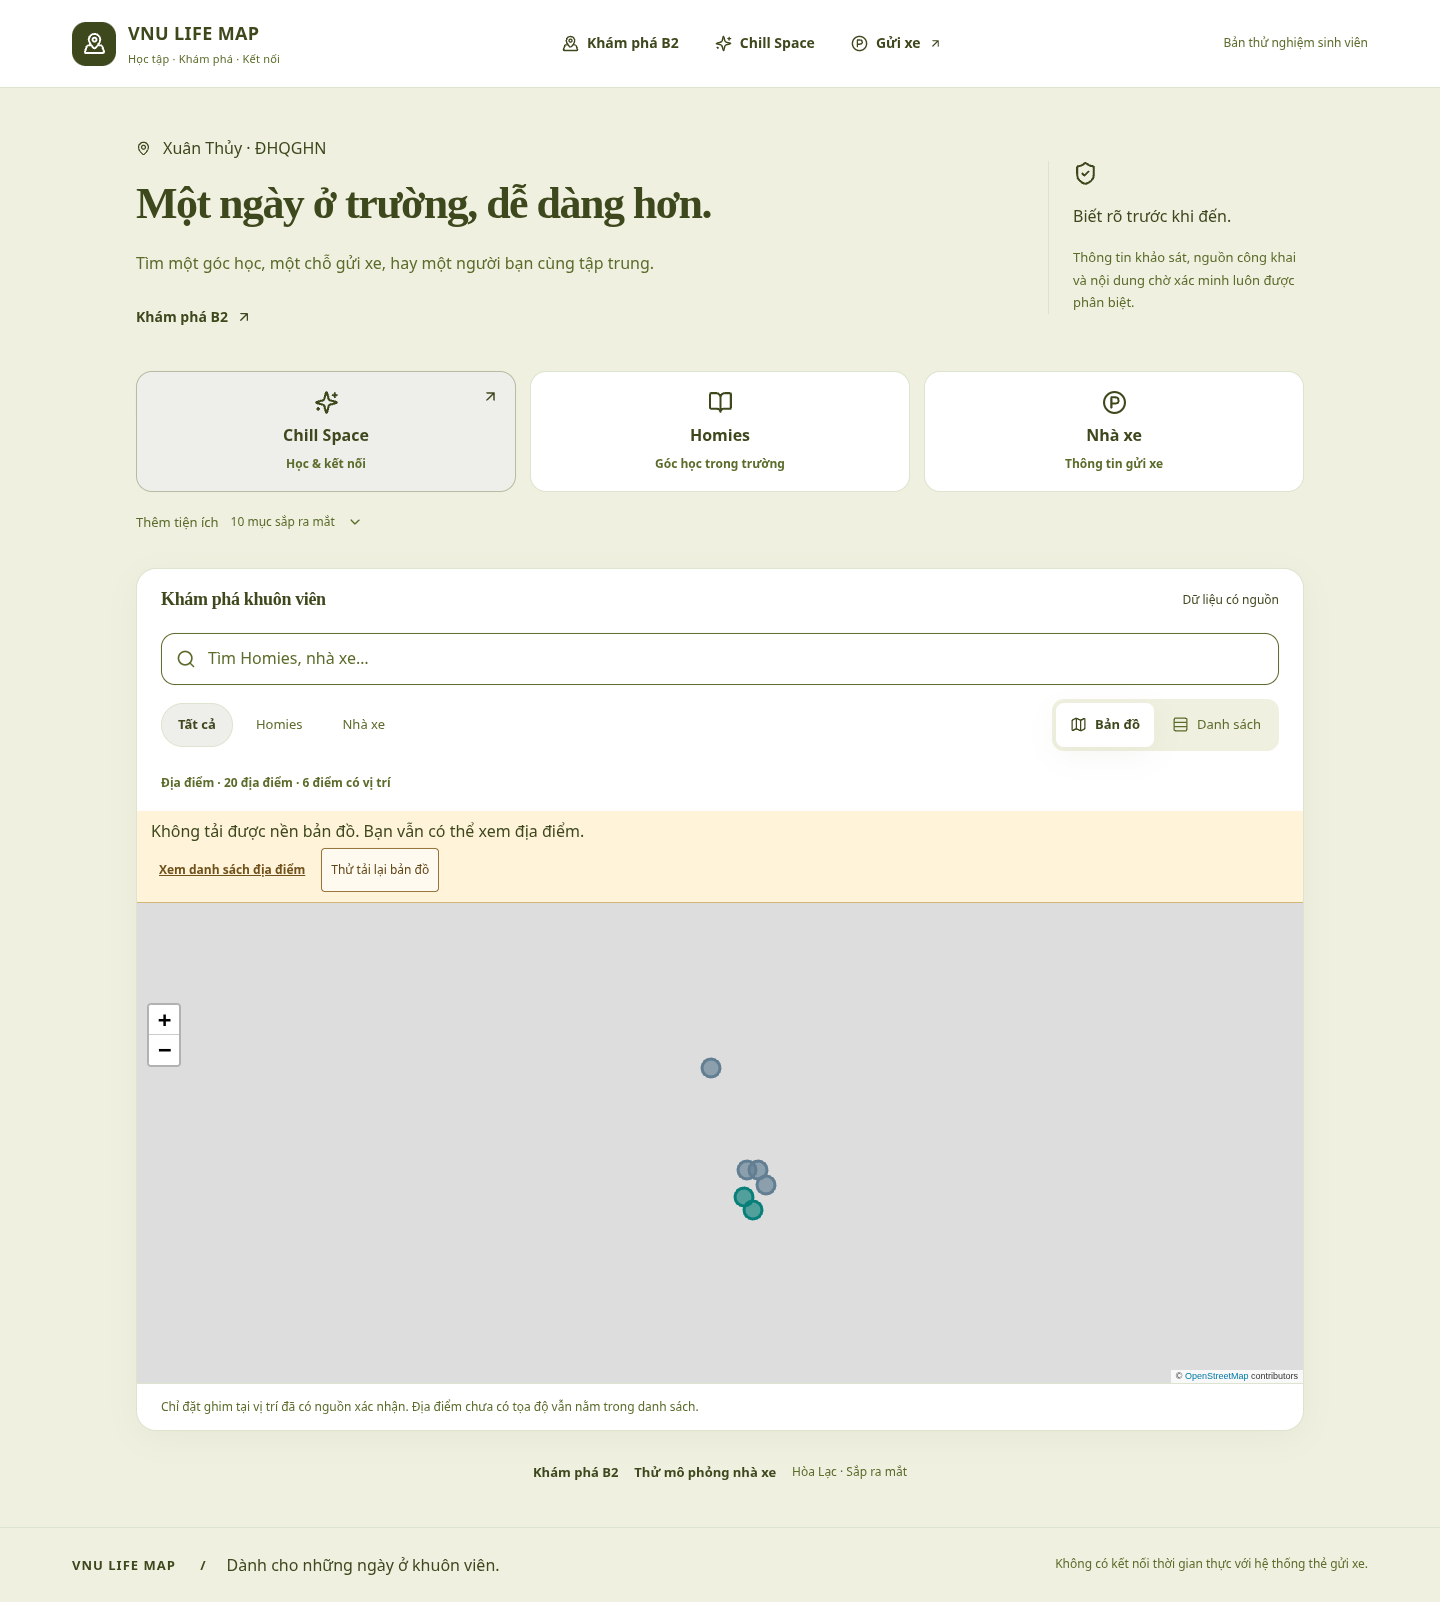 VNU LIFE MAP
Học tập · Khám phá · Kết nối
Khám phá B2
Chill Space
Gửi xe
Bản thử nghiệm sinh viên
Xuân Thủy · ĐHQGHN
Một ngày ở trường, dễ dàng hơn.
Tìm một góc học, một chỗ gửi xe, hay một người bạn cùng tập trung.
Khám phá B2
Biết rõ trước khi đến.
Thông tin khảo sát, nguồn công khai
và nội dung chờ xác minh luôn được
phân biệt.
Chill Space
Học & kết nối
Homies
Góc học trong trường
Nhà xe
Thông tin gửi xe
Thêm tiện ích
10 mục sắp ra mắt
Khám phá khuôn viên
Dữ liệu có nguồn
Tìm Homies, nhà xe...
Tất cả
Homies
Nhà xe
Bản đồ
Danh sách
Địa điểm · 20 địa điểm · 6 điểm có vị trí
Không tải được nền bản đồ. Bạn vẫn có thể xem địa điểm.
Xem danh sách địa điểm
Thử tải lại bản đồ
+
−
© OpenStreetMap contributors
Chỉ đặt ghim tại vị trí đã có nguồn xác nhận. Địa điểm chưa có tọa độ vẫn nằm trong danh sách.
Khám phá B2
Thử mô phỏng nhà xe
Hòa Lạc · Sắp ra mắt
VNU LIFE MAP / Dành cho những ngày ở khuôn viên.
Không có kết nối thời gian thực với hệ thống thẻ gửi xe.